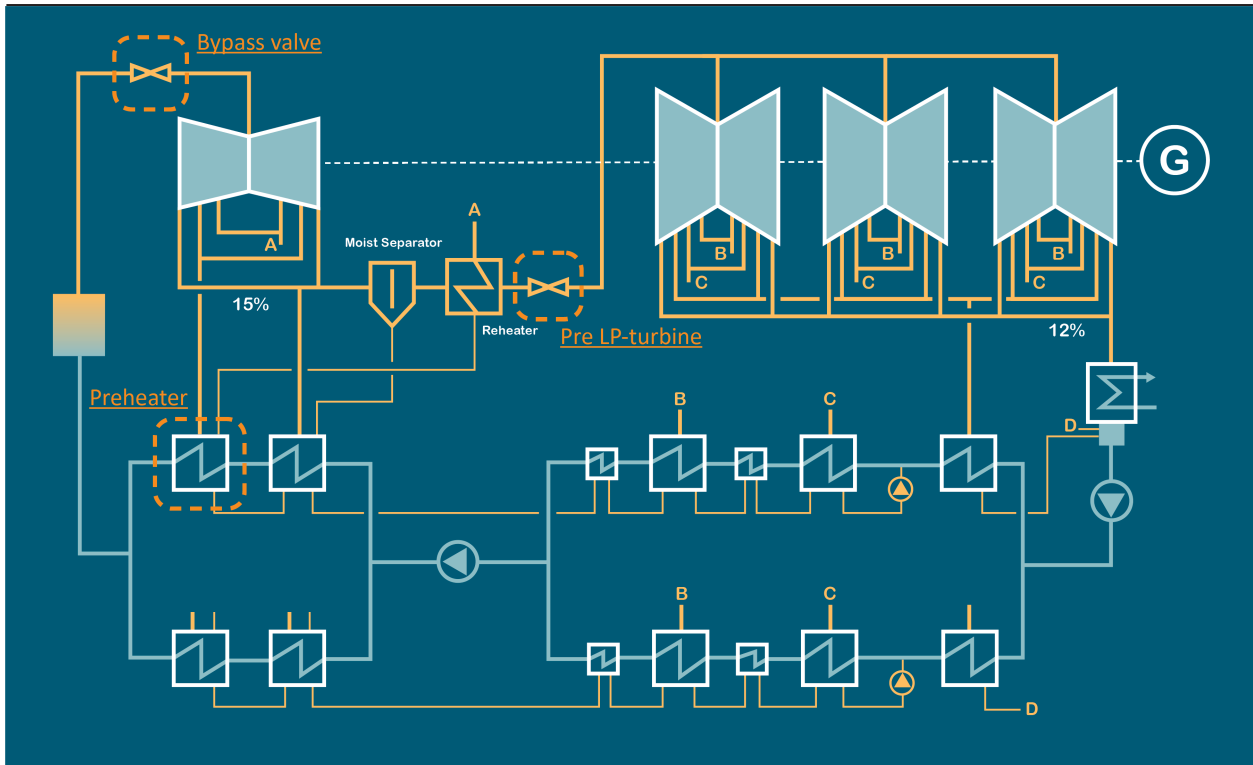 Bypass valve
G
A
Moist Separator
A
B
B
B
C
C
C
15%
Reheater
Pre LP-turbine
12%
Preheater
B
C
D
B
C
D